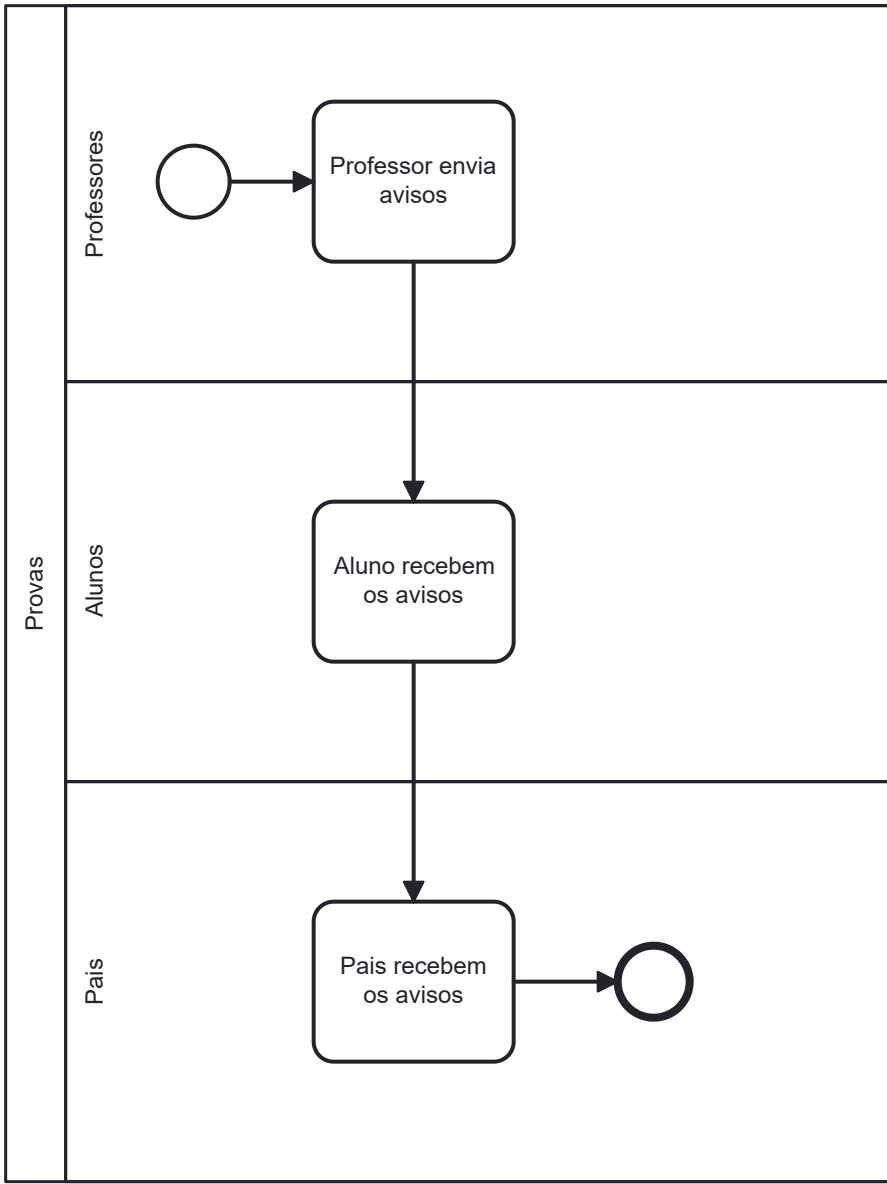 Provas
Professores
Professor envia
avisos
Alunos
Aluno recebem
os avisos
Pais
Pais recebem
os avisos